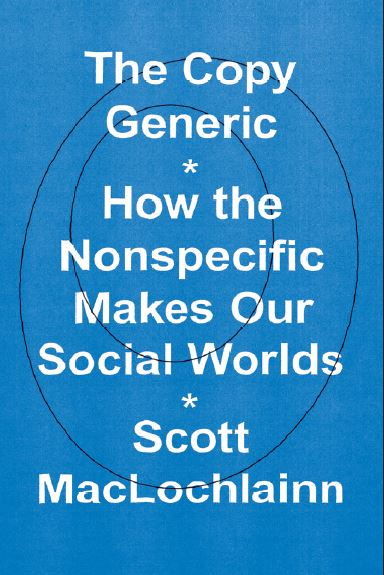 The Copy
Generic
*
How the
Nonspecific
Makes Our
Social Worlds
*
Scott
MacLochlainn